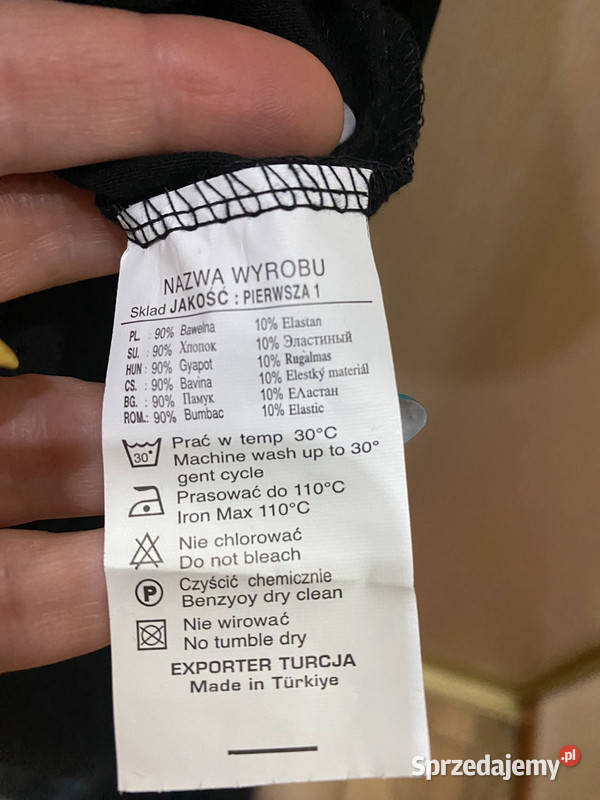 NAZWA WYROBU
Skład JAKOŚĆ : PIERWSZA 1
PL : 90% Bawełna 10% Elastan
SU. : 90% Хлопок 10% Эластиный
HUN : 90% Gyapot 10% Rugalmas
CS. : 90% Bavina 10% Elestký materiál
BG. : 90% Памук 10% ЕЛастан
ROM.: 90% Bumbac 10% Elastic
30° Prać w temp 30°C
Machine wash up to 30°
gent cycle
Prasować do 110°C
Iron Max 110°C
Nie chlorować
Do not bleach
P Czyścić chemicznie
Benzyoy dry clean
Nie wirować
No tumble dry
EXPORTER TURCJA
Made in Türkiye
Sprzedajemy.pl